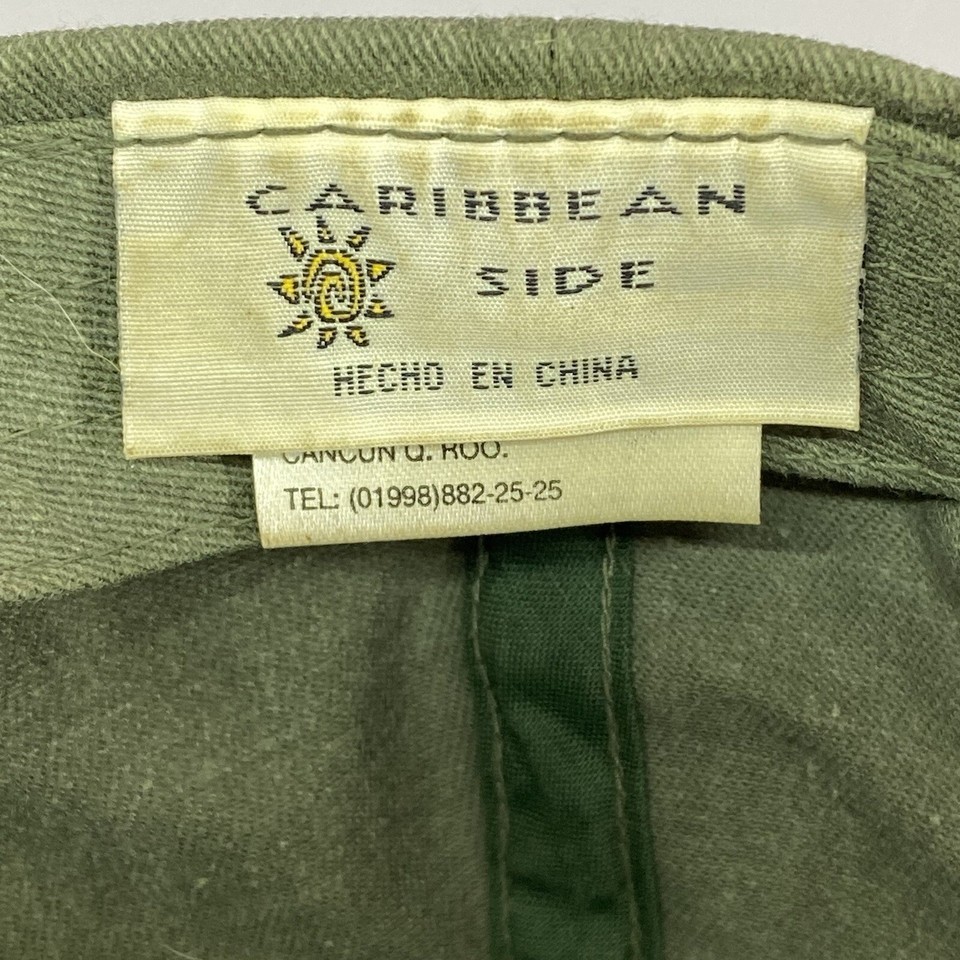 CARIBBEAN
SIDE
HECHO EN CHINA
CANCUN Q. ROO.
TEL: (01998)882-25-25